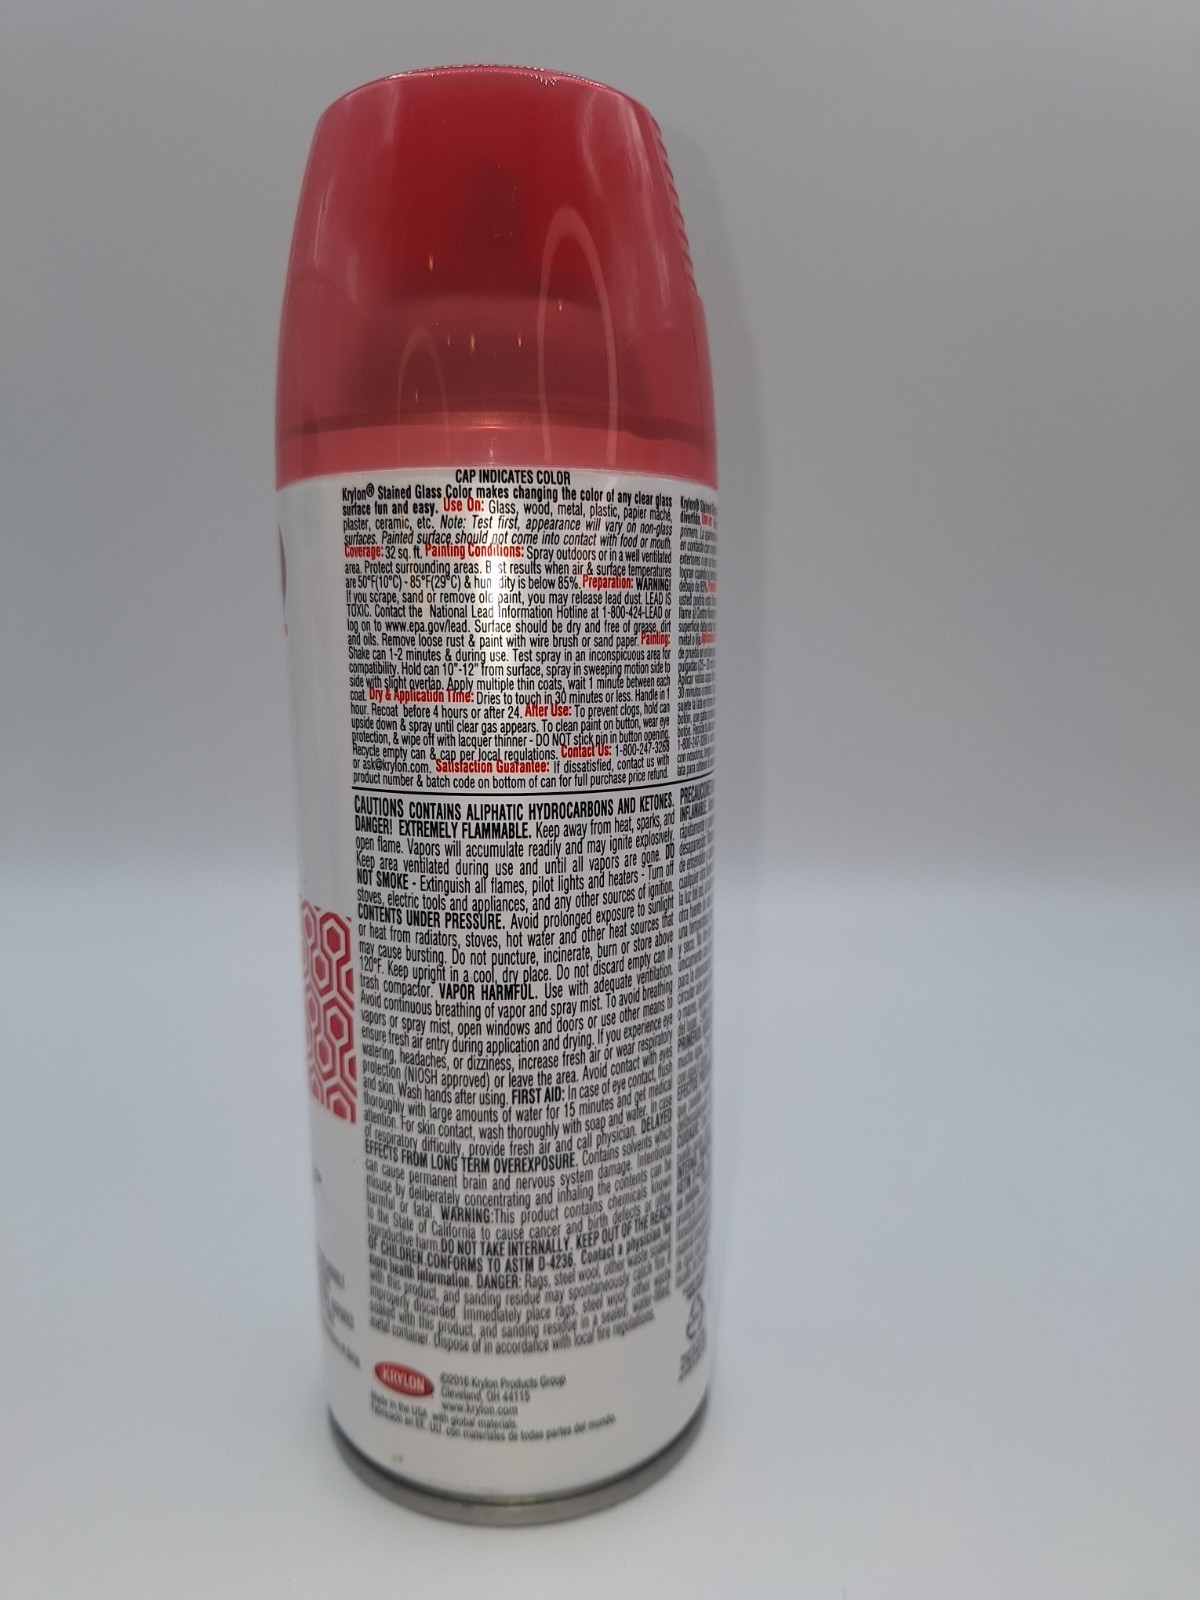 CAP INDICATES COLOR
Krylon® Stained Glass Color makes changing the color of any clear glass
surface fun and easy. Use On: Glass, wood, metal, plastic, papier mache,
plaster, ceramic, etc. Note: Test first, appearance will vary on non-glass
surfaces. Painted surface should not come into contact with food or mouth.
Coverage: 32 sq. ft. Painting Conditions: Spray outdoors or in a well ventilated
area. Protect surrounding areas. Best results when air & surface temperatures
are 50°F(10°C) - 85°F(29°C) & humidity is below 85%. Preparation: WARNING!
If you scrape, sand or remove old paint, you may release lead dust. LEAD IS
TOXIC. Contact the National Lead Information Hotline at 1-800-424-LEAD or
log on to www.epa.gov/lead. Surface should be dry and free of grease, dirt
and oils. Remove loose rust & paint with wire brush or sand paper. Painting:
Shake can 1-2 minutes & during use. Test spray in an inconspicuous area for
compatibility. Hold can 10"-12" from surface, spray in sweeping motion side to
side with slight overlap. Apply multiple thin coats, wait 1 minute between each
coat. Dry & Application Time: Dries to touch in 30 minutes or less. Handle in 1
hour. Recoat before 4 hours or after 24. After Use: To prevent clogs, hold can
upside down & spray until clear gas appears. To clean paint on button, wear eye
protection, & wipe off with lacquer thinner - DO NOT stick pin in button opening.
Recycle empty can & cap per local regulations. Contact Us: 1-800-247-3268
or ask@krylon.com. Satisfaction Guarantee: If dissatisfied, contact us with
product number & batch code on bottom of can for full purchase price refund.
CAUTIONS CONTAINS ALIPHATIC HYDROCARBONS AND KETONES.
DANGER! EXTREMELY FLAMMABLE. Keep away from heat, sparks, and
open flame. Vapors will accumulate readily and may ignite explosively.
Keep area ventilated during use and until all vapors are gone. DO
NOT SMOKE - Extinguish all flames, pilot lights and heaters - Turn off
stoves, electric tools and appliances, and any other sources of ignition.
CONTENTS UNDER PRESSURE. Avoid prolonged exposure to sunlight
or heat from radiators, stoves, hot water and other heat sources that
may cause bursting. Do not puncture, incinerate, burn or store above
120°F. Keep upright in a cool, dry place. Do not discard empty can in
trash compactor. VAPOR HARMFUL. Use with adequate ventilation.
Avoid continuous breathing of vapor and spray mist. To avoid breathing
vapors or spray mist, open windows and doors or use other means to
ensure fresh air entry during application and drying. If you experience eye
watering, headaches, or dizziness, increase fresh air or wear respiratory
protection (NIOSH approved) or leave the area. Avoid contact with eyes
and skin. Wash hands after using. FIRST AID: In case of eye contact, flush
thoroughly with large amounts of water for 15 minutes and get medical
attention. For skin contact, wash thoroughly with soap and water. In case
of respiratory difficulty, provide fresh air and call physician. DELAYED
EFFECTS FROM LONG TERM OVEREXPOSURE. Contains solvents which
can cause permanent brain and nervous system damage. Intentional
misuse by deliberately concentrating and inhaling the contents can be
harmful or fatal. WARNING:This product contains chemicals known
to the State of California to cause cancer and birth defects or other
reproductive harm.DO NOT TAKE INTERNALLY. KEEP OUT OF THE REACH
OF CHILDREN.CONFORMS TO ASTM D-4236. Contact a physician for
more health information. DANGER: Rags, steel wool, other waste soaked
with this product, and sanding residue may spontaneously catch fire if
improperly discarded. Immediately place rags, steel wool, other waste
soaked with this product, and sanding residue in a sealed, water filled
metal container. Dispose of in accordance with local fire regulations.
KRYLON
©2016 Krylon Products Group
Cleveland, OH 44115
www.krylon.com
Made in the USA with global materials.
Fabricado en EE. UU. con materiales de todas partes del mundo.